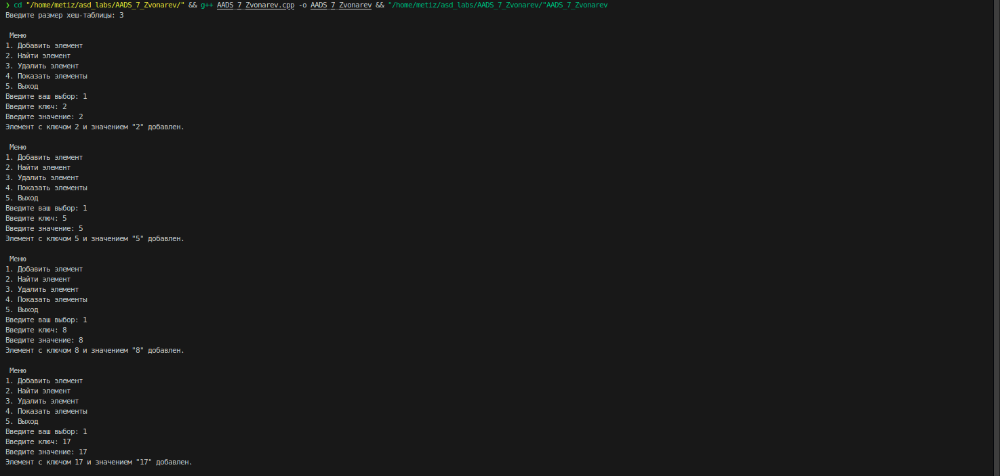 ❯ cd "/home/metiz/asd_labs/AADS_7_Zvonarev/" && g++ AADS_7_Zvonarev.cpp -o AADS_7_Zvonarev && "/home/metiz/asd_labs/AADS_7_Zvonarev/"AADS_7_Zvonarev
Введите размер хеш-таблицы: 3
Меню
1. Добавить элемент
2. Найти элемент
3. Удалить элемент
4. Показать элементы
5. Выход
Введите ваш выбор: 1
Введите ключ: 2
Введите значение: 2
Элемент с ключом 2 и значением "2" добавлен.
Меню
1. Добавить элемент
2. Найти элемент
3. Удалить элемент
4. Показать элементы
5. Выход
Введите ваш выбор: 1
Введите ключ: 5
Введите значение: 5
Элемент с ключом 5 и значением "5" добавлен.
Меню
1. Добавить элемент
2. Найти элемент
3. Удалить элемент
4. Показать элементы
5. Выход
Введите ваш выбор: 1
Введите ключ: 8
Введите значение: 8
Элемент с ключом 8 и значением "8" добавлен.
Меню
1. Добавить элемент
2. Найти элемент
3. Удалить элемент
4. Показать элементы
5. Выход
Введите ваш выбор: 1
Введите ключ: 17
Введите значение: 17
Элемент с ключом 17 и значением "17" добавлен.